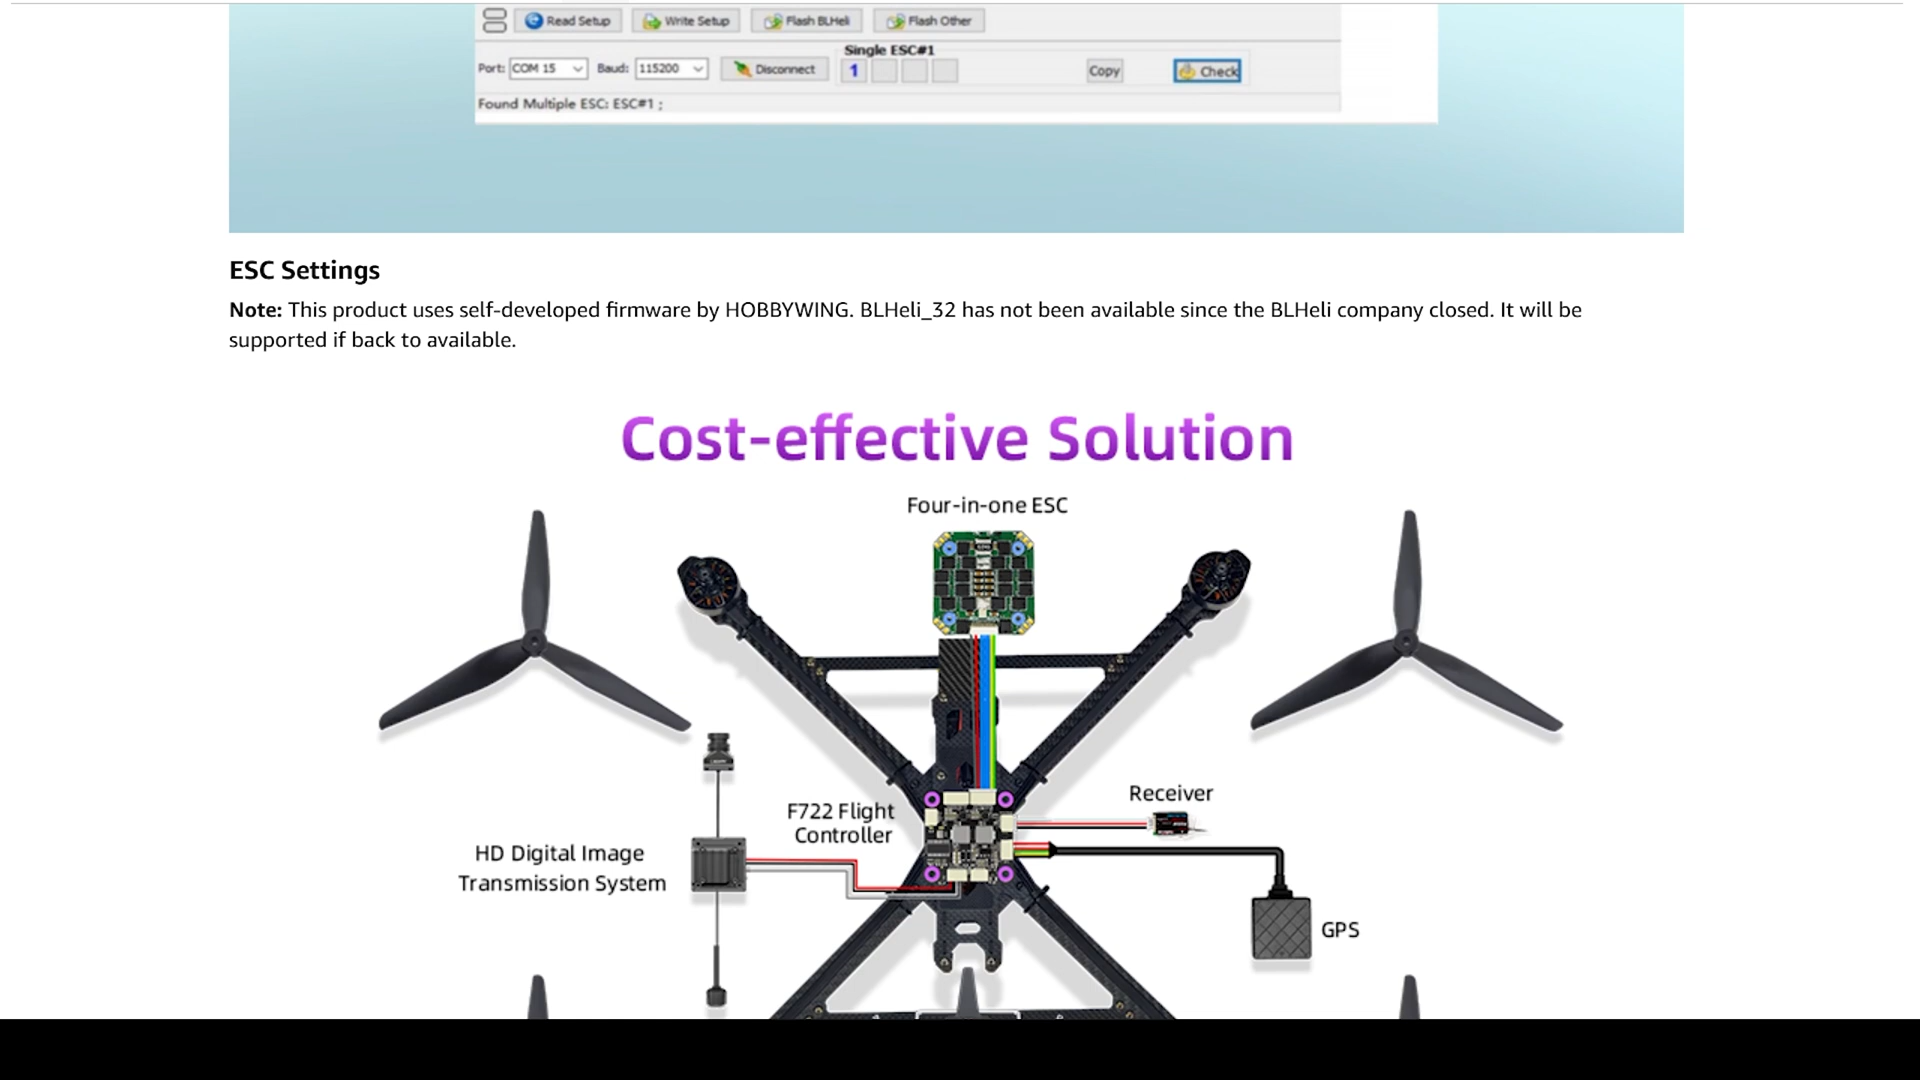 Read Setup Write Setup Flash BLHeli Flash Other
Single ESC#1
Port: COM 15 Baud: 115200 Disconnect 1 Copy Check
Found Multiple ESC: ESC#1 ;
ESC Settings
Note: This product uses self-developed firmware by HOBBYWING. BLHeli_32 has not been available since the BLHeli company closed. It will be
supported if back to available.
Cost-effective Solution
Four-in-one ESC
Receiver
F722 Flight
Controller
HD Digital Image
Transmission System
GPS